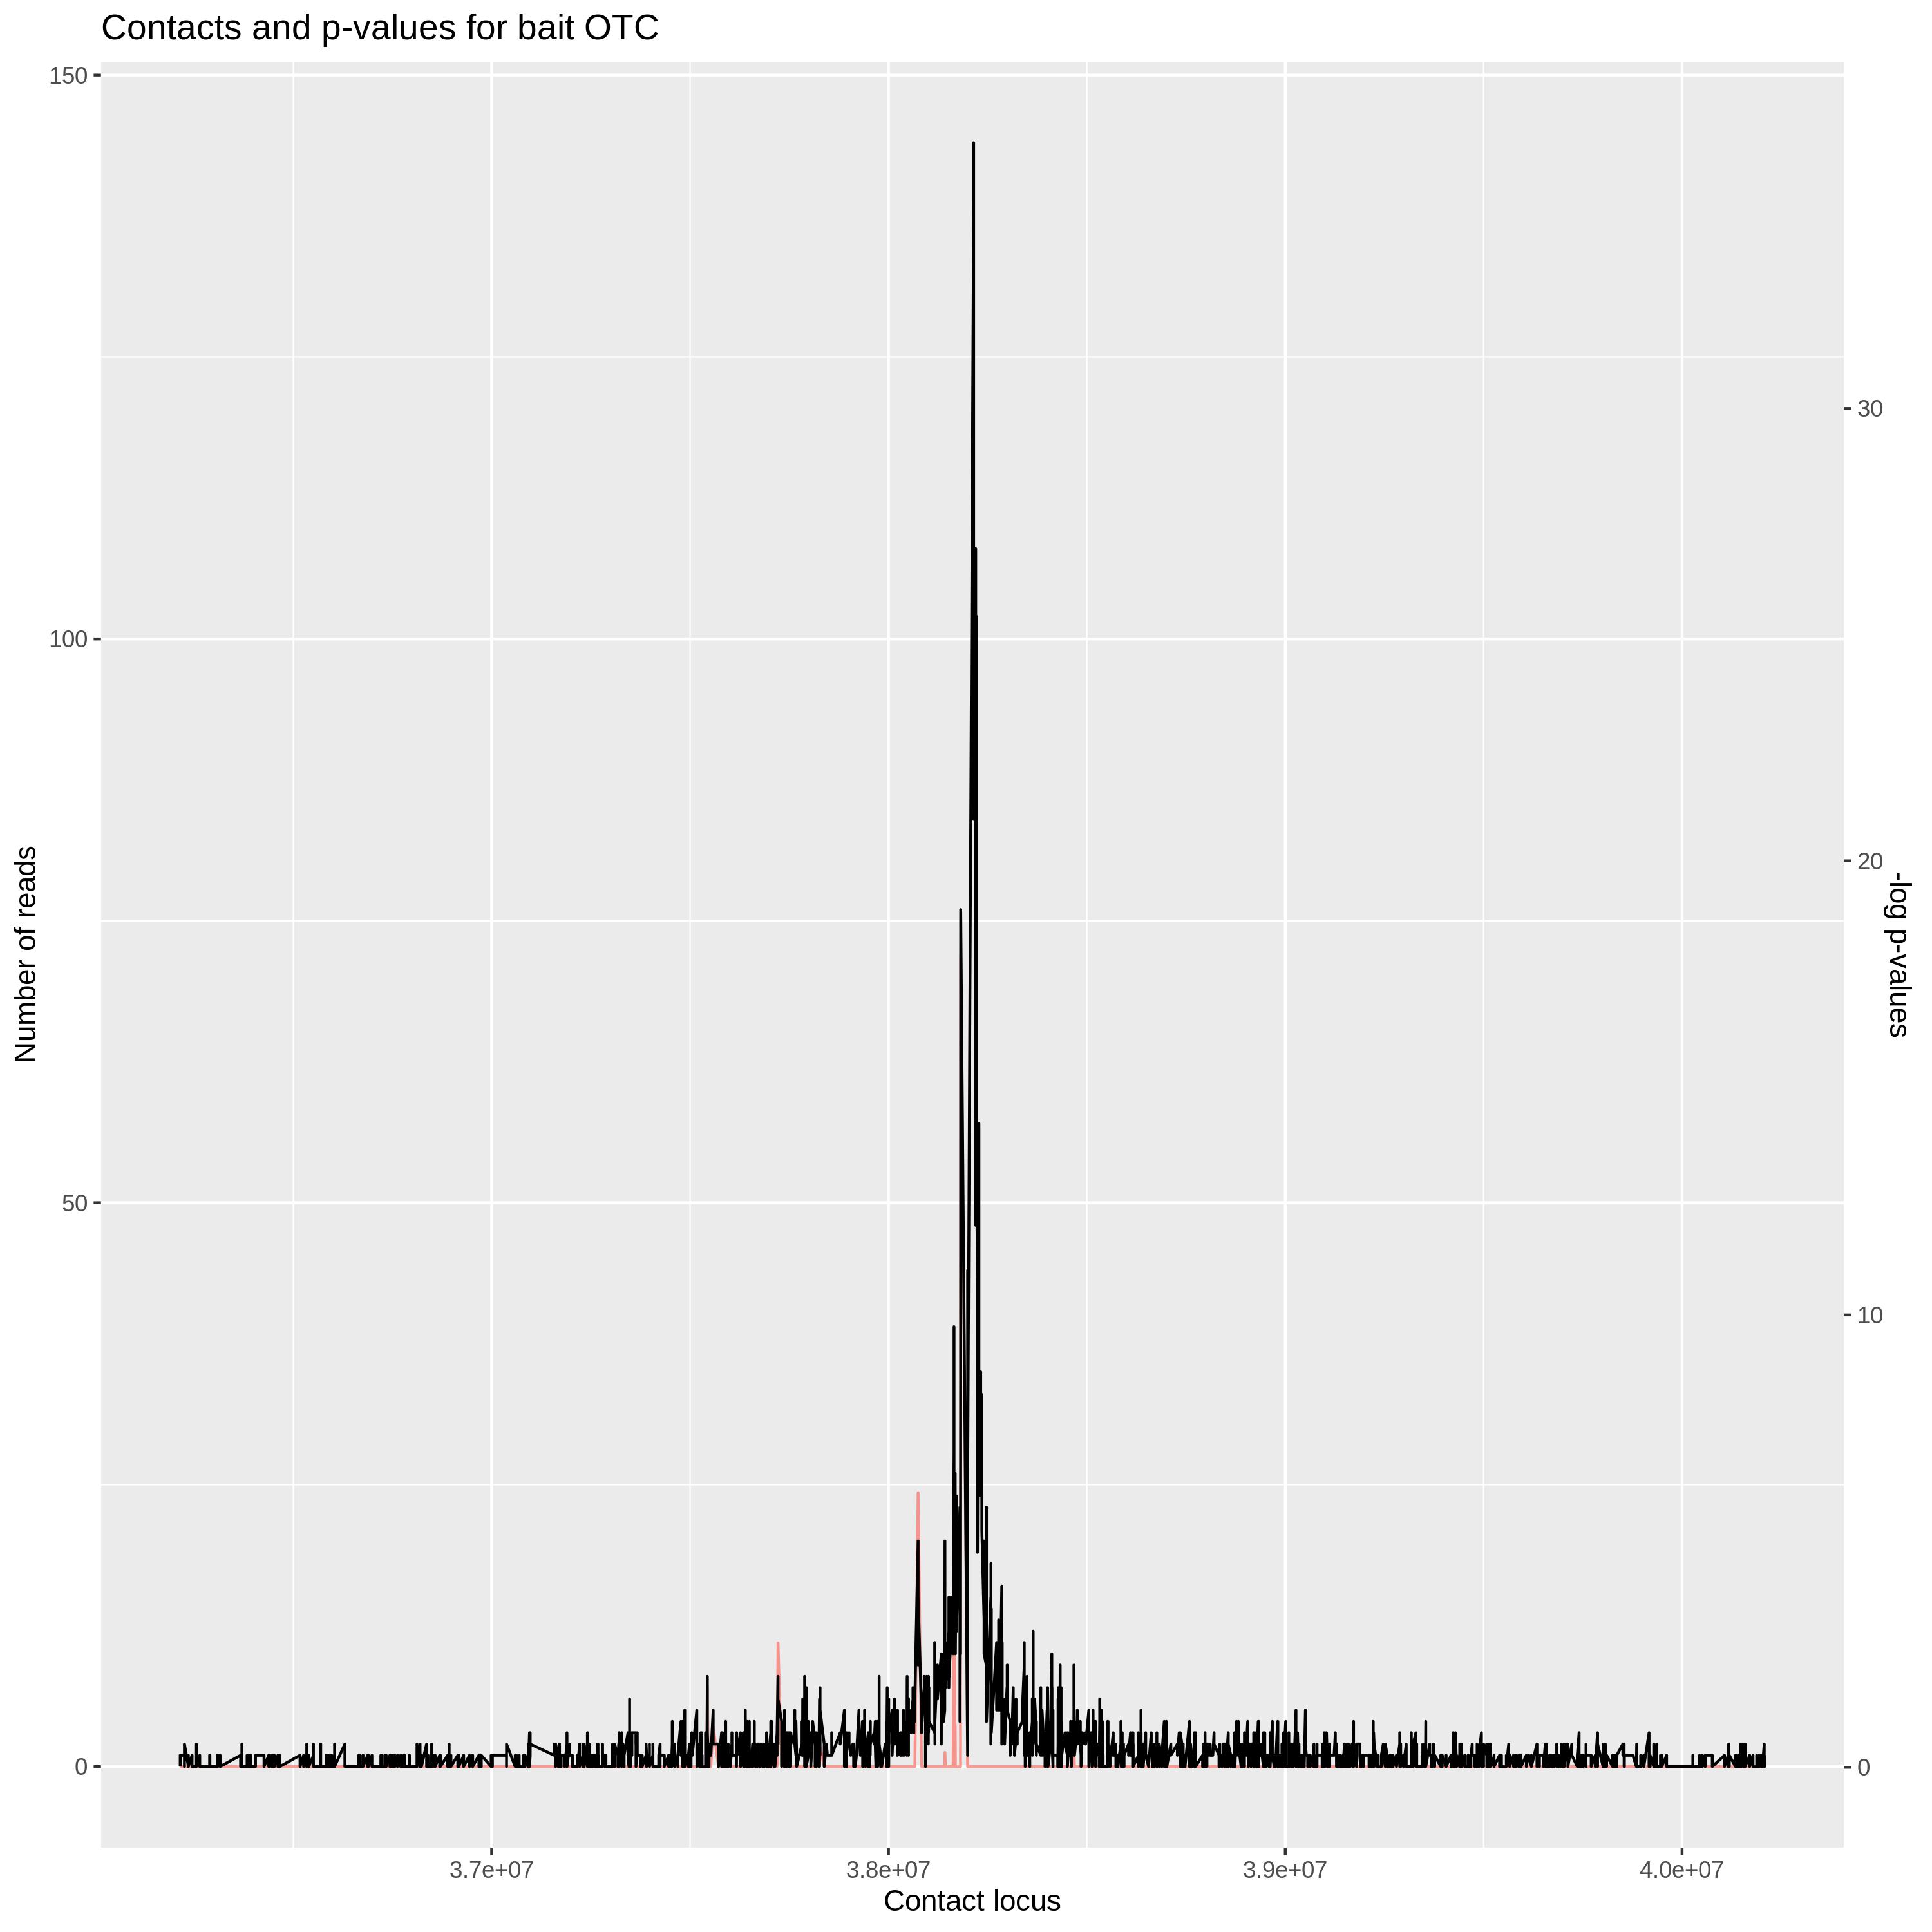 Contacts and p-values for bait OTC
150
100
50
0
Number of reads
30
20
10
0
-log p-values
3.7e+07 3.8e+07 3.9e+07 4.0e+07
Contact locus